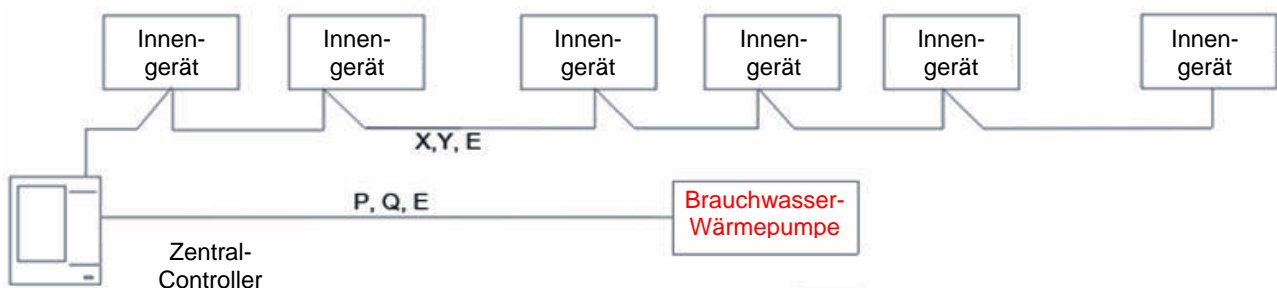 Innen-
gerät
Innen-
gerät
Innen-
gerät
Innen-
gerät
Innen-
gerät
Innen-
gerät
X,Y, E
P, Q, E
Brauchwasser-
Wärmepumpe
Zentral-
Controller